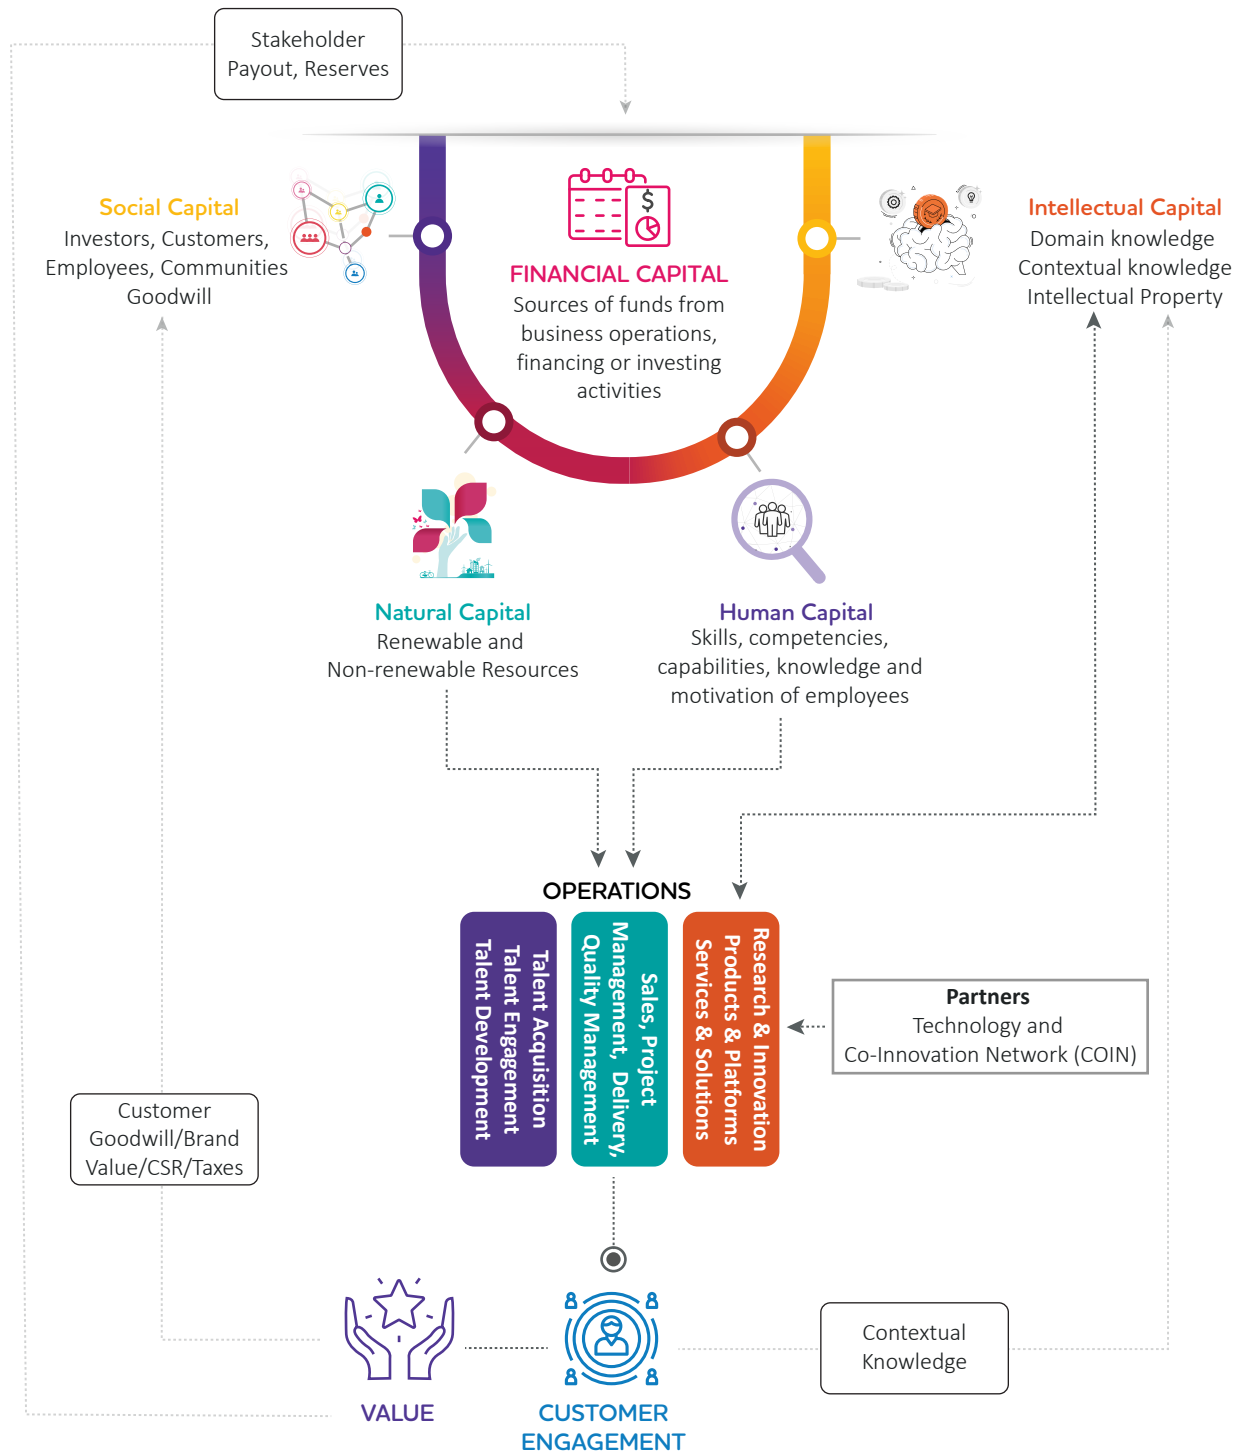 Stakeholder
Payout, Reserves
Social Capital
Investors, Customers,
Employees, Communities
Goodwill
$
FINANCIAL CAPITAL
Sources of funds from
business operations,
financing or investing
activities
Intellectual Capital
Domain knowledge
Contextual knowledge
Intellectual Property
Natural Capital
Renewable and
Non-renewable Resources
Human Capital
Skills, competencies,
capabilities, knowledge and
motivation of employees
OPERATIONS
Talent Acquisition
Talent Engagement
Talent Development
Sales, Project
Management, Delivery,
Quality Management
Research & Innovation
Products & Platforms
Services & Solutions
Partners
Technology and
Co-Innovation Network (COIN)
Customer
Goodwill/Brand
Value/CSR/Taxes
Contextual
Knowledge
VALUE
CUSTOMER
ENGAGEMENT